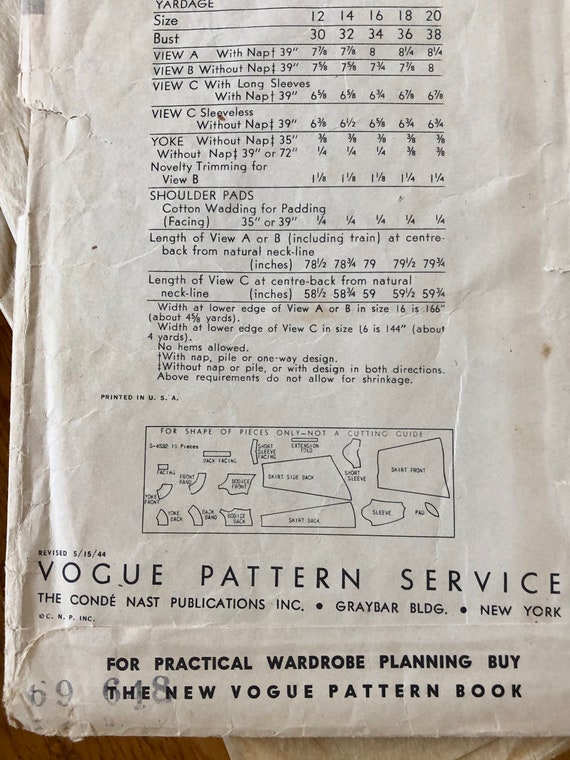 YARDAGE
Size 12 14 16 18 20
Bust 30 32 34 36 38
VIEW A With Nap† 39" 7⅞ 7⅞ 8 8¼ 8¼
VIEW B Without Nap‡ 39" 7⅝ 7⅝ 7¾ 7⅞ 8
VIEW C With Long Sleeves
With Nap† 39" 6⅝ 6⅝ 6¾ 6⅞ 6⅞
VIEW C Sleeveless
Without Nap‡ 39" 6⅜ 6½ 6⅝ 6¾ 6¾
YOKE Without Nap‡ 35" ⅜ ⅜ ⅜ ⅜ ⅜
Without Nap‡ 39" or 72" ¼ ¼ ¼ ⅜ ⅜
Novelty Trimming for
View B 1⅛ 1⅛ 1⅛ 1¼ 1¼
SHOULDER PADS
Cotton Wadding for Padding
(Facing) 35" or 39" ¼ ¼ ¼ ¼ ¼
Length of View A or B (including train) at centre-
back from natural neck-line
(inches) 78½ 78¾ 79 79½ 79¾
Length of View C at centre-back from natural
neck-line (inches) 58½ 58¾ 59 59½ 59¾
Width at lower edge of View A or B in size 16 is 166"
(about 4⅝ yards).
Width at lower edge of View C in size 16 is 144" (about
4 yards).
No hems allowed.
†With nap, pile or one-way design.
‡Without nap or pile, or with design in both directions.
Above requirements do not allow for shrinkage.
PRINTED IN U. S. A.
FOR SHAPE OF PIECES ONLY—NOT A CUTTING GUIDE
S-4532 15 Pieces
FACING
BACK FACING
SHORT
SLEEVE
FACING
EXTENSION
FOLD
YOKE
FRONT
FRONT
BAND
BODICE
FRONT
SKIRT SIDE BACK
SHORT
SLEEVE
SKIRT FRONT
YOKE
BACK
BACK
BAND
BODICE
BACK
SKIRT BACK
SLEEVE
PAD
REVISED 5/15/44
VOGUE PATTERN SERVICE
THE CONDÉ NAST PUBLICATIONS INC. • GRAYBAR BLDG. • NEW YORK
© C. N. P. INC.
FOR PRACTICAL WARDROBE PLANNING BUY
THE NEW VOGUE PATTERN BOOK
69 648